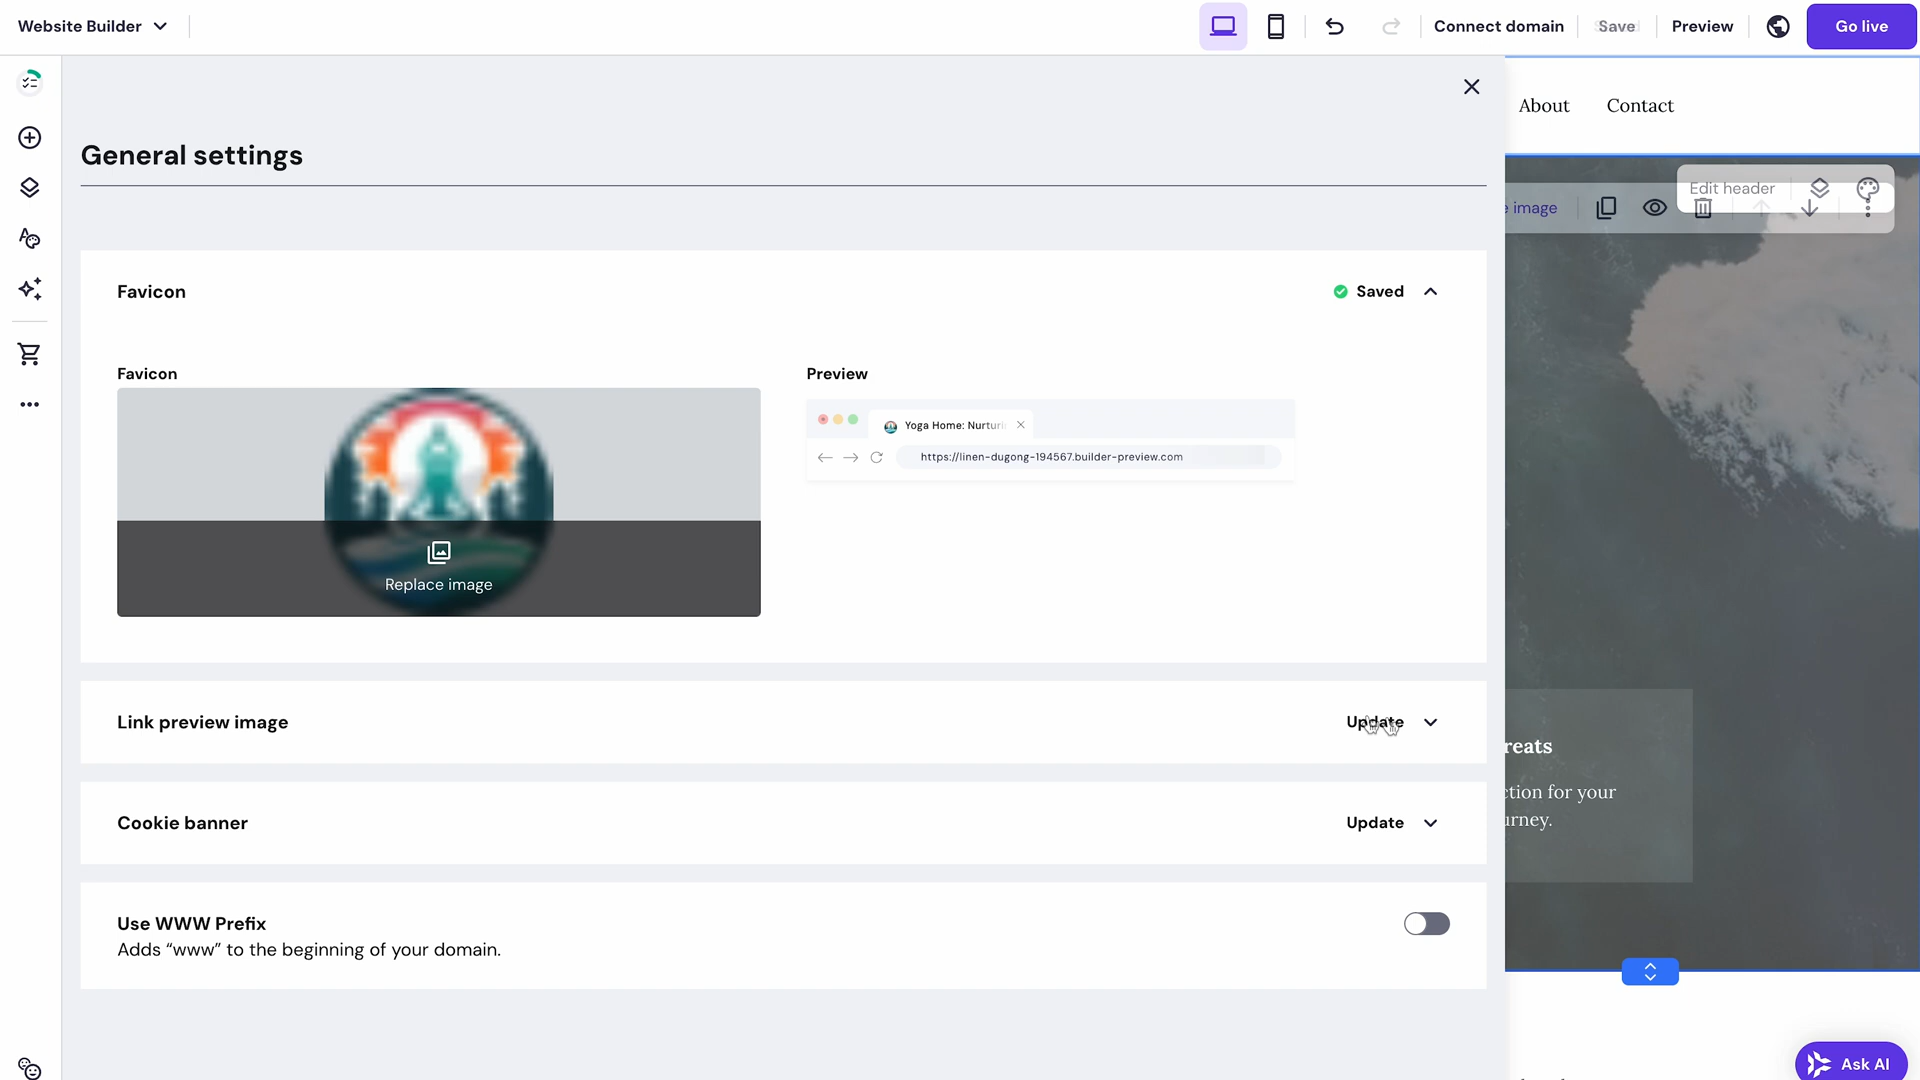 Website Builder
Connect domain
Save
Preview
Go live
About
Contact
General settings
Edit header
e image
Favicon
Saved
Favicon
Preview
Yoga Home: Nurturi
https://linen-dugong-194567.builder-preview.com
Replace image
Link preview image
Update
reats
ction for your
urney.
Cookie banner
Update
Use WWW Prefix
Adds “www” to the beginning of your domain.
Ask AI